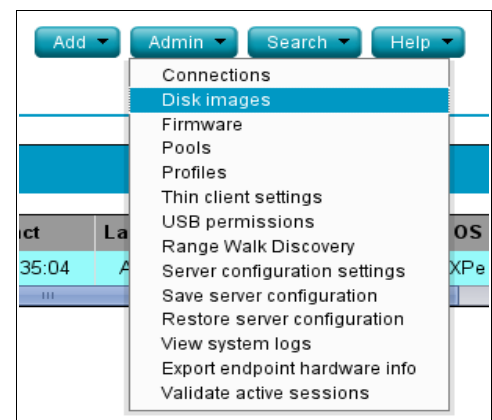 Add Admin Search Help
Connections
Disk images
Firmware
Pools
Profiles
Thin client settings
USB permissions
Range Walk Discovery
Server configuration settings
Save server configuration
Restore server configuration
View system logs
Export endpoint hardware info
Validate active sessions
ct La OS
35:04 A XPe